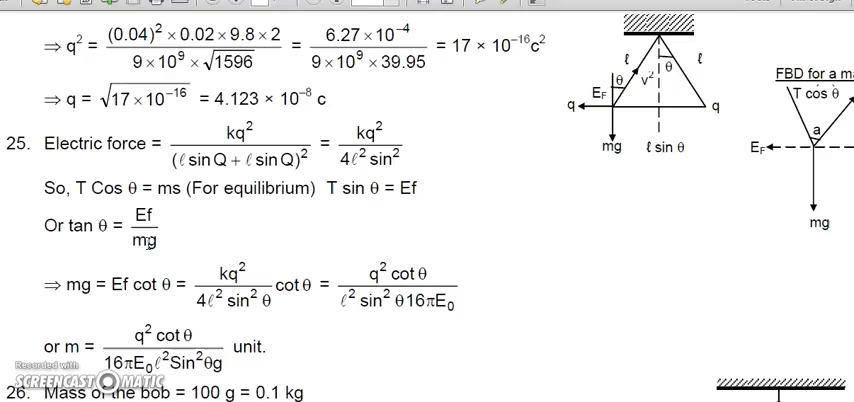 ⇒ q² = (0.04)² × 0.02 × 9.8 × 2 / 9 × 10⁹ × √1596 = 6.27 × 10⁻⁴ / 9 × 10⁹ × 39.95 = 17 × 10⁻¹⁶c²
⇒ q = √17 × 10⁻¹⁶ = 4.123 × 10⁻⁸ c
25. Electric force = kq² / (ℓ sin Q + ℓ sin Q)² = kq² / 4ℓ² sin²
So, T Cos θ = ms (For equilibrium) T sin θ = Ef
Or tan θ = Ef / mg
⇒ mg = Ef cot θ = kq² / 4ℓ² sin² θ cot θ = q² cot θ / ℓ² sin² θ 16πE₀
or m = q² cot θ / 16πE₀ℓ²Sin²θg unit.
26. Mass of the bob = 100 g = 0.1 kg
ℓ θ ℓ
θ v²
E_F
q q
mg ℓ sin θ
FBD for a
T cos θ
a
E_F
mg
Recorded with
SCREENCAST MATIC